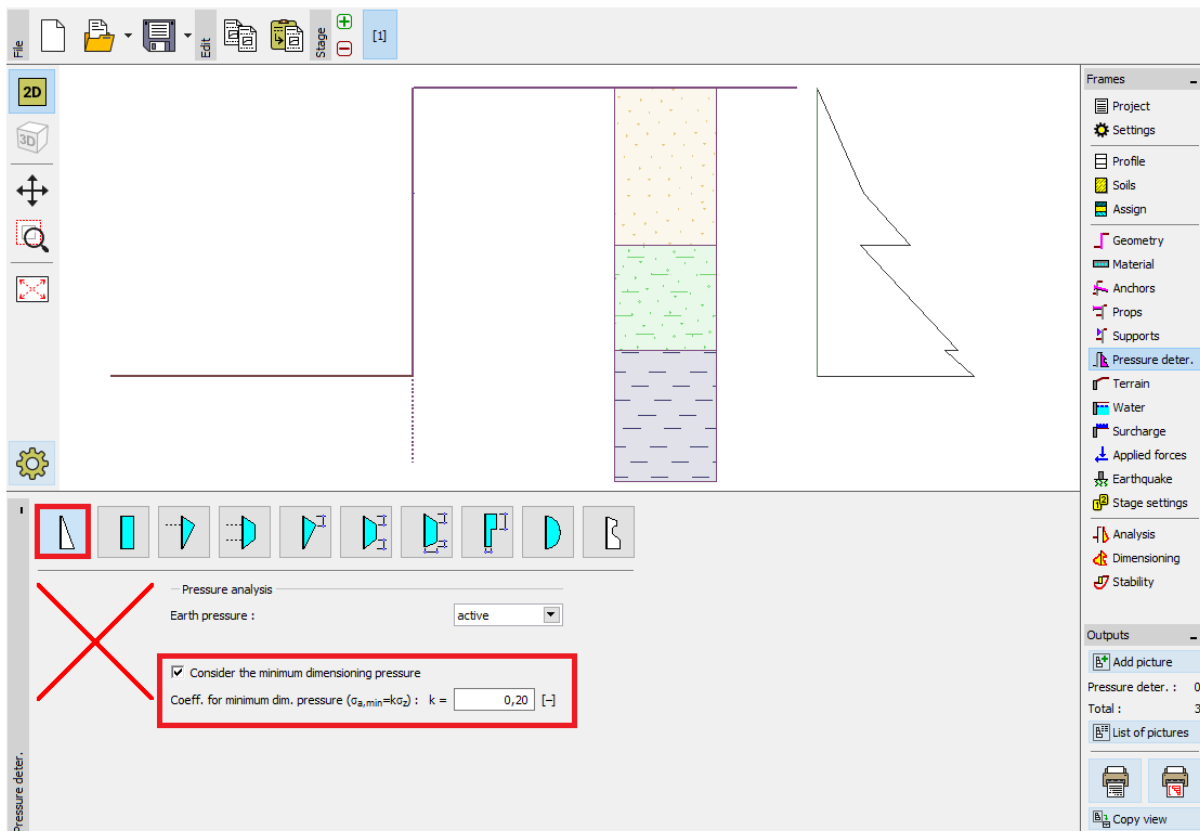 File
Edit
Stage
[1]
2D
3D
Frames
Project
Settings
Profile
Soils
Assign
Geometry
Material
Anchors
Props
Supports
Pressure deter.
Terrain
Water
Surcharge
Applied forces
Earthquake
Stage settings
Analysis
Dimensioning
Stability
Pressure analysis
Earth pressure :
active
Consider the minimum dimensioning pressure
Coeff. for minimum dim. pressure (σa,min=kσz) : k = 0,20 [–]
Pressure deter.
Outputs
Add picture
Pressure deter. : 0
Total : 3
List of pictures
Copy view